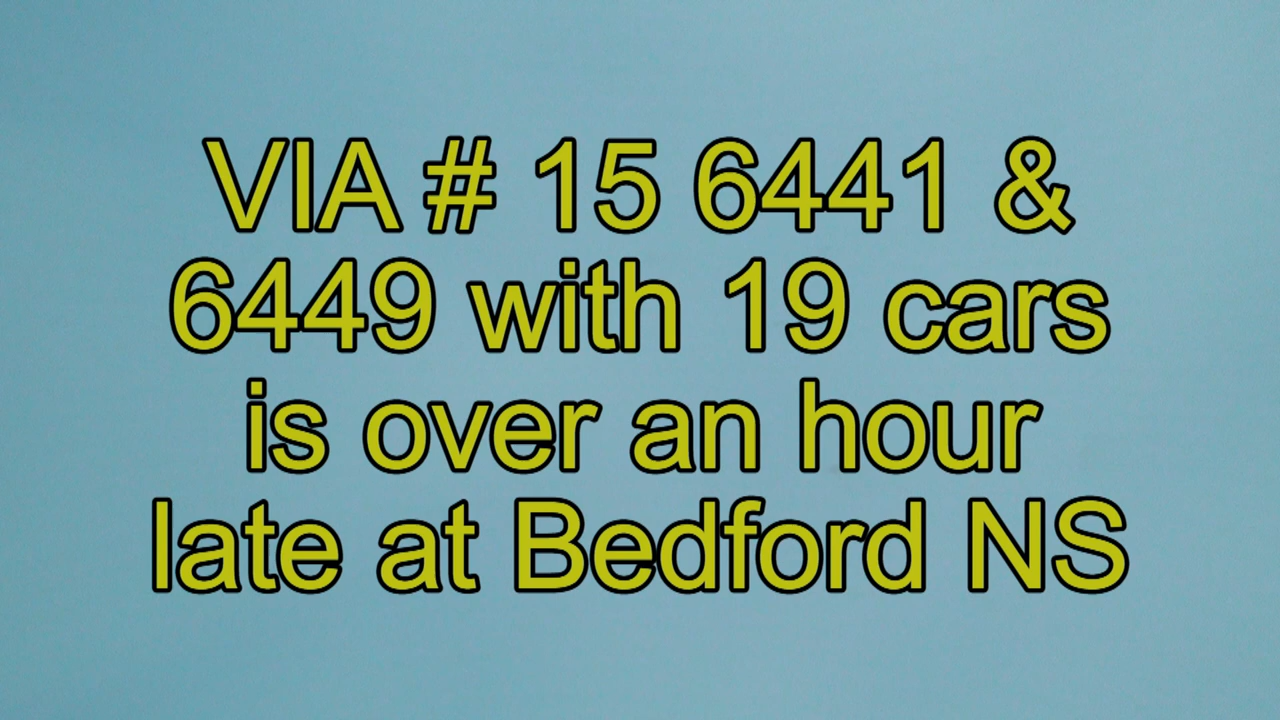 VIA # 15 6441 &
6449 with 19 cars
is over an hour
late at Bedford NS